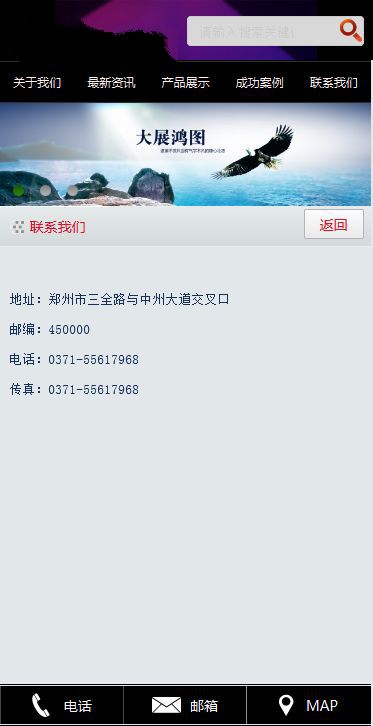 请输入搜索关键
关于我们 最新资讯 产品展示 成功案例 联系我们
大展鸿图
联系我们
返回
地址：郑州市三全路与中州大道交叉口
邮编：450000
电话：0371-55617968
传真：0371-55617968
电话 邮箱 MAP